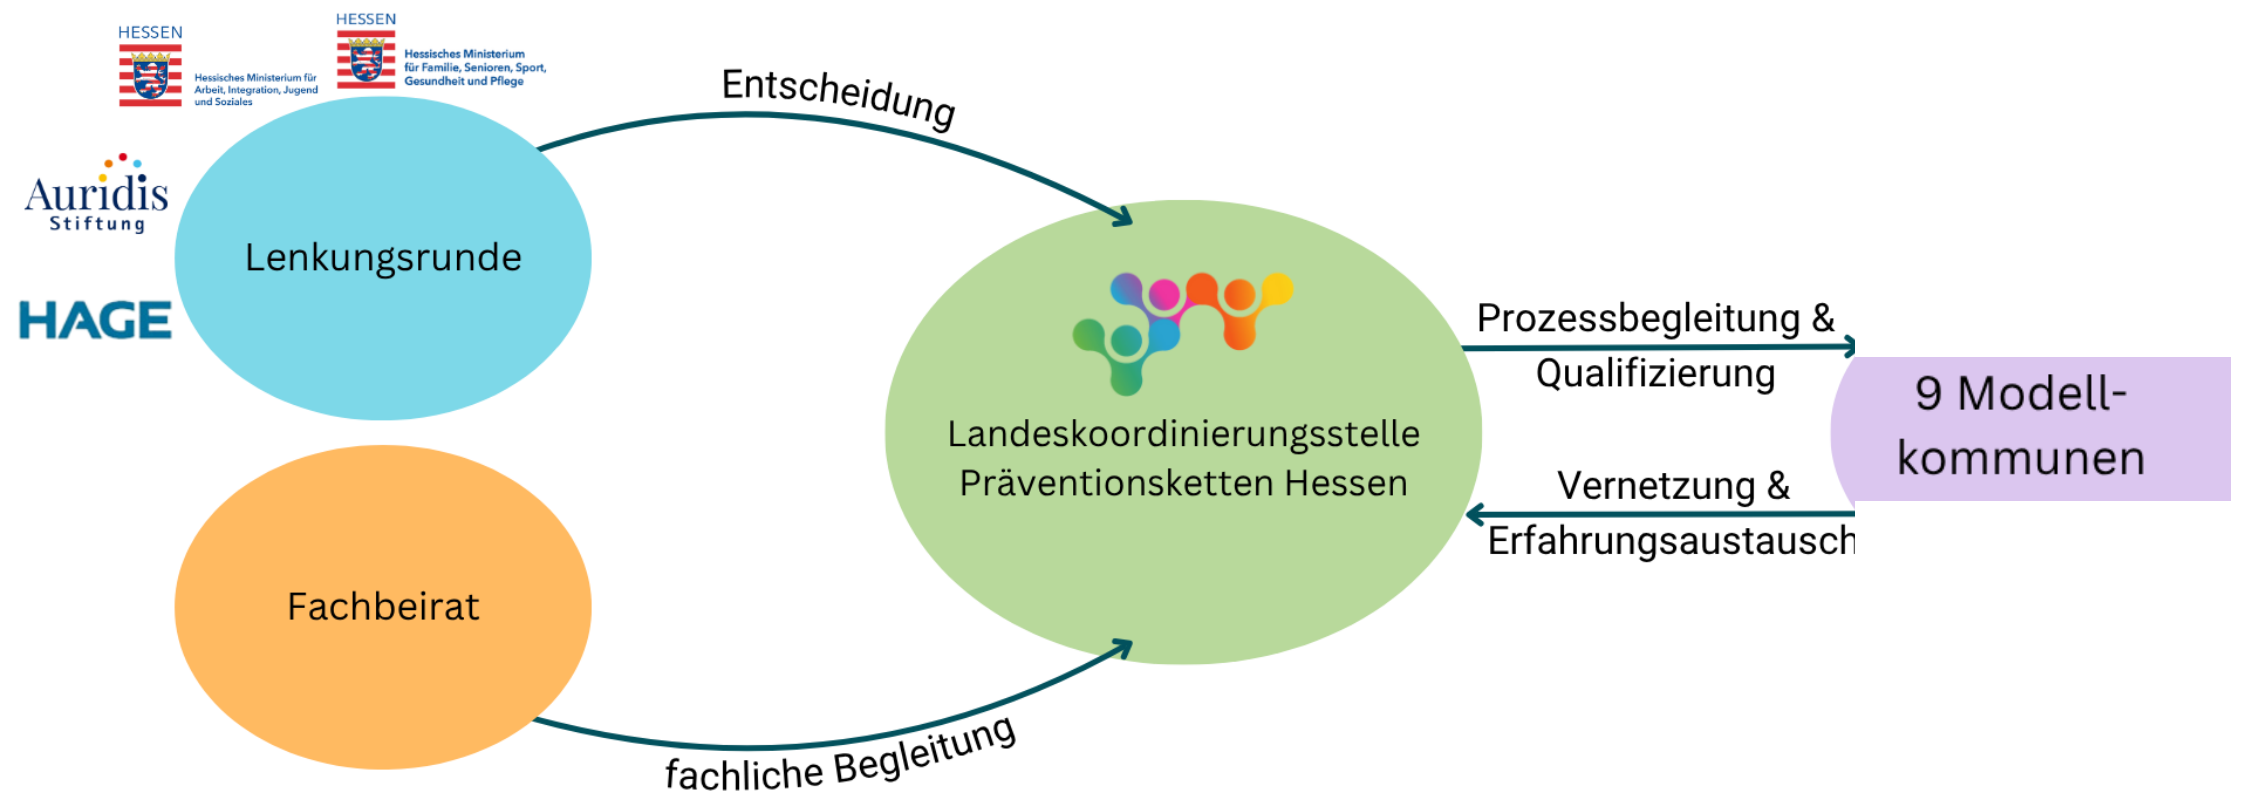 HESSEN
Hessisches Ministerium für
Arbeit, Integration, Jugend
und Soziales
HESSEN
Hessisches Ministerium
für Familie, Senioren, Sport,
Gesundheit und Pflege
Auridis
Stiftung
HAGE
Lenkungsrunde
Fachbeirat
Entscheidung
fachliche Begleitung
Landeskoordinierungsstelle
Präventionsketten Hessen
Prozessbegleitung &
Qualifizierung
Vernetzung &
Erfahrungsaustausch
9 Modell-
kommunen